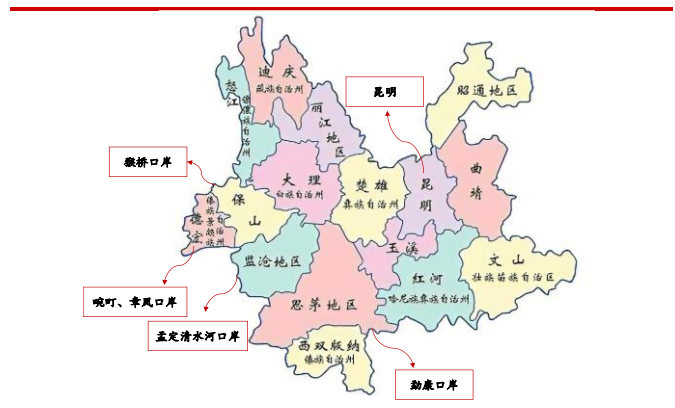 迪庆
藏族自治州
怒江
傈僳族自治州
丽江地区
昭通地区
昆明
曲靖
猴桥口岸
大理
白族自治州
楚雄
彝族自治州
昆明
保山
德宏
傣族景颇族自治州
玉溪
文山
壮族苗族自治区
监沧地区
红河
哈尼族彝族自治州
思茅地区
畹町、章凤口岸
孟定清水河口岸
西双版纳
傣族自治州
勐康口岸